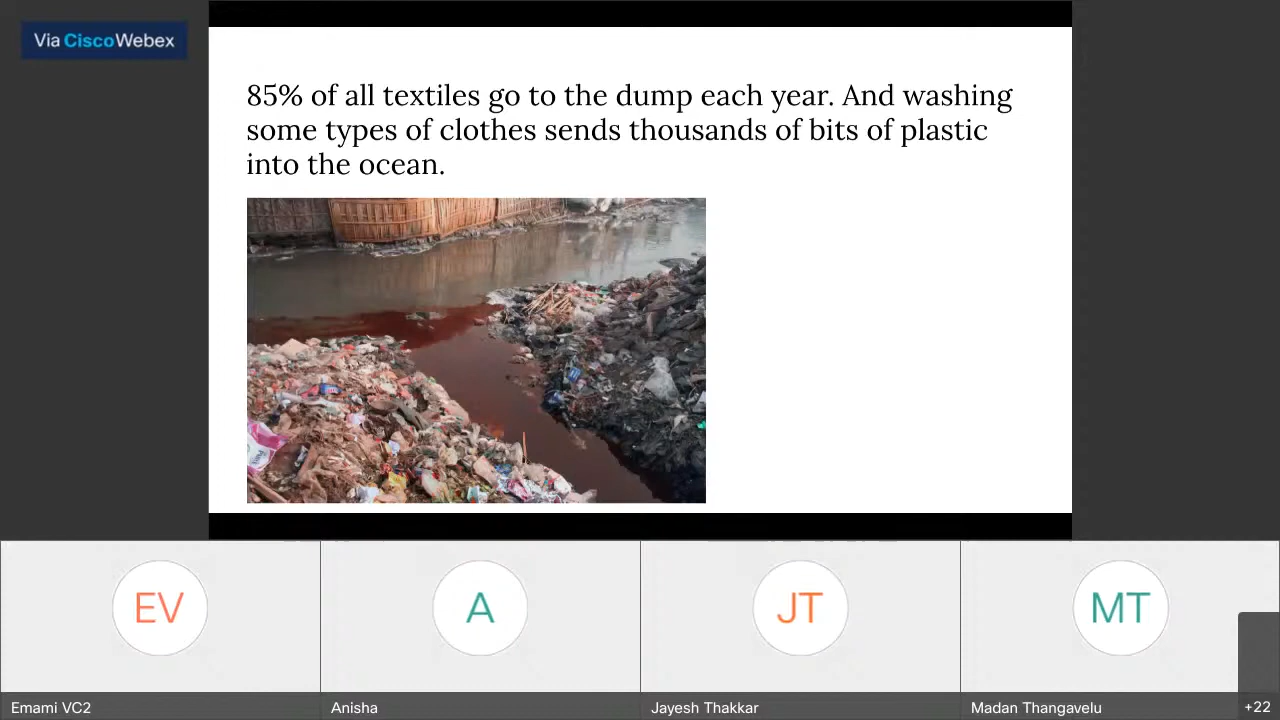 Via CiscoWebex
85% of all textiles go to the dump each year. And washing
some types of clothes sends thousands of bits of plastic
into the ocean.
EV
A
JT
MT
Emami VC2
Anisha
Jayesh Thakkar
Madan Thangavelu
+22